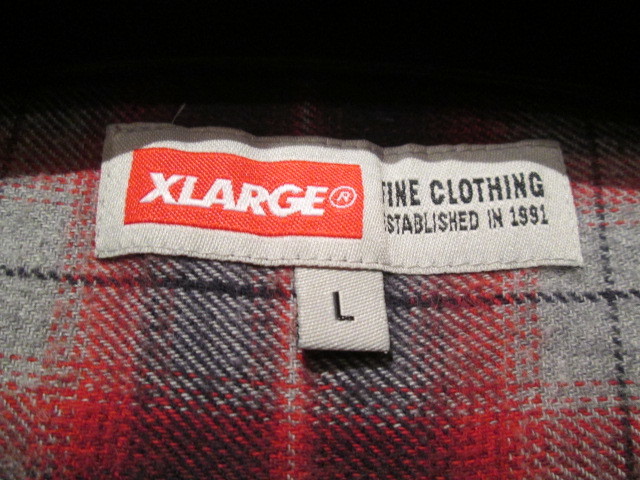 XLARGE®
FINE CLOTHING
ESTABLISHED IN 1991
L